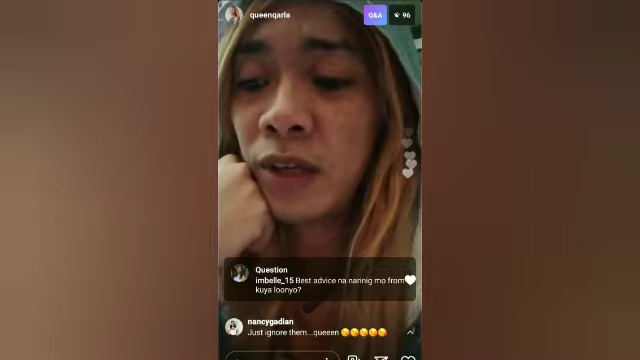 queenqarla
Q&A
96
Question
imbelle_15 Best advice na narinig mo from
kuya loonyo?
nancygadian
Just ignore them...queeen 😘😘😘😘😘